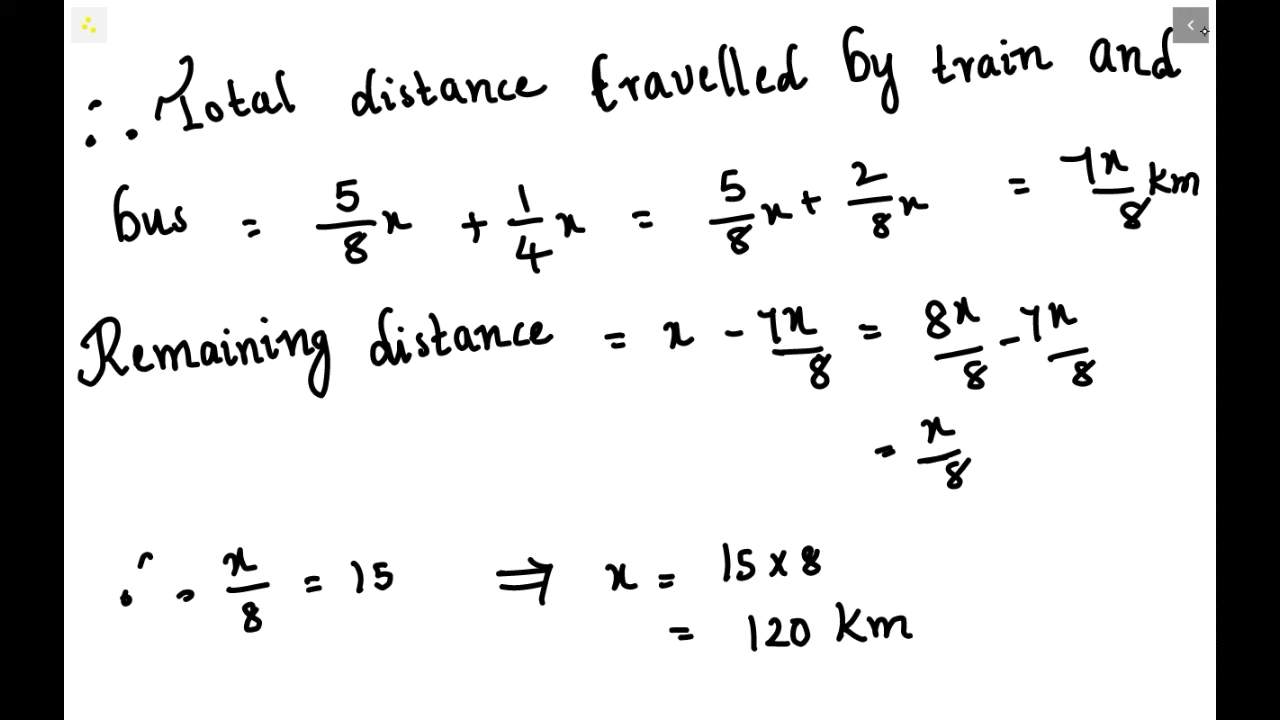 ∴ Total distance travelled by train and
bus = 5/8 x + 1/4 x = 5/8 x + 2/8 x = 7x/8 km
Remaining distance = x - 7x/8 = 8x/8 - 7x/8
= x/8
∴ x/8 = 15 ⟹ x = 15 × 8
= 120 km